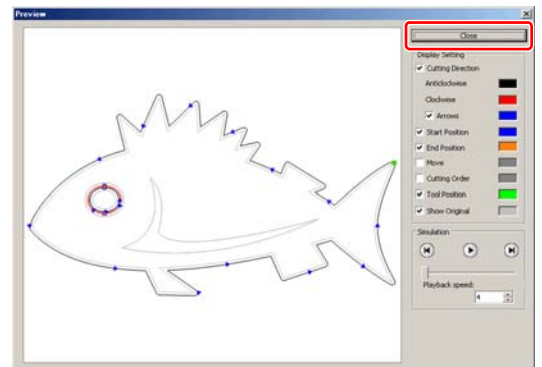 Preview
Close
Display Setting
Cutting Direction
Anticlockwise
Clockwise
Arrows
Start Position
End Position
Move
Cutting Order
Tool Position
Show Original
Simulation
Playback speed:
4